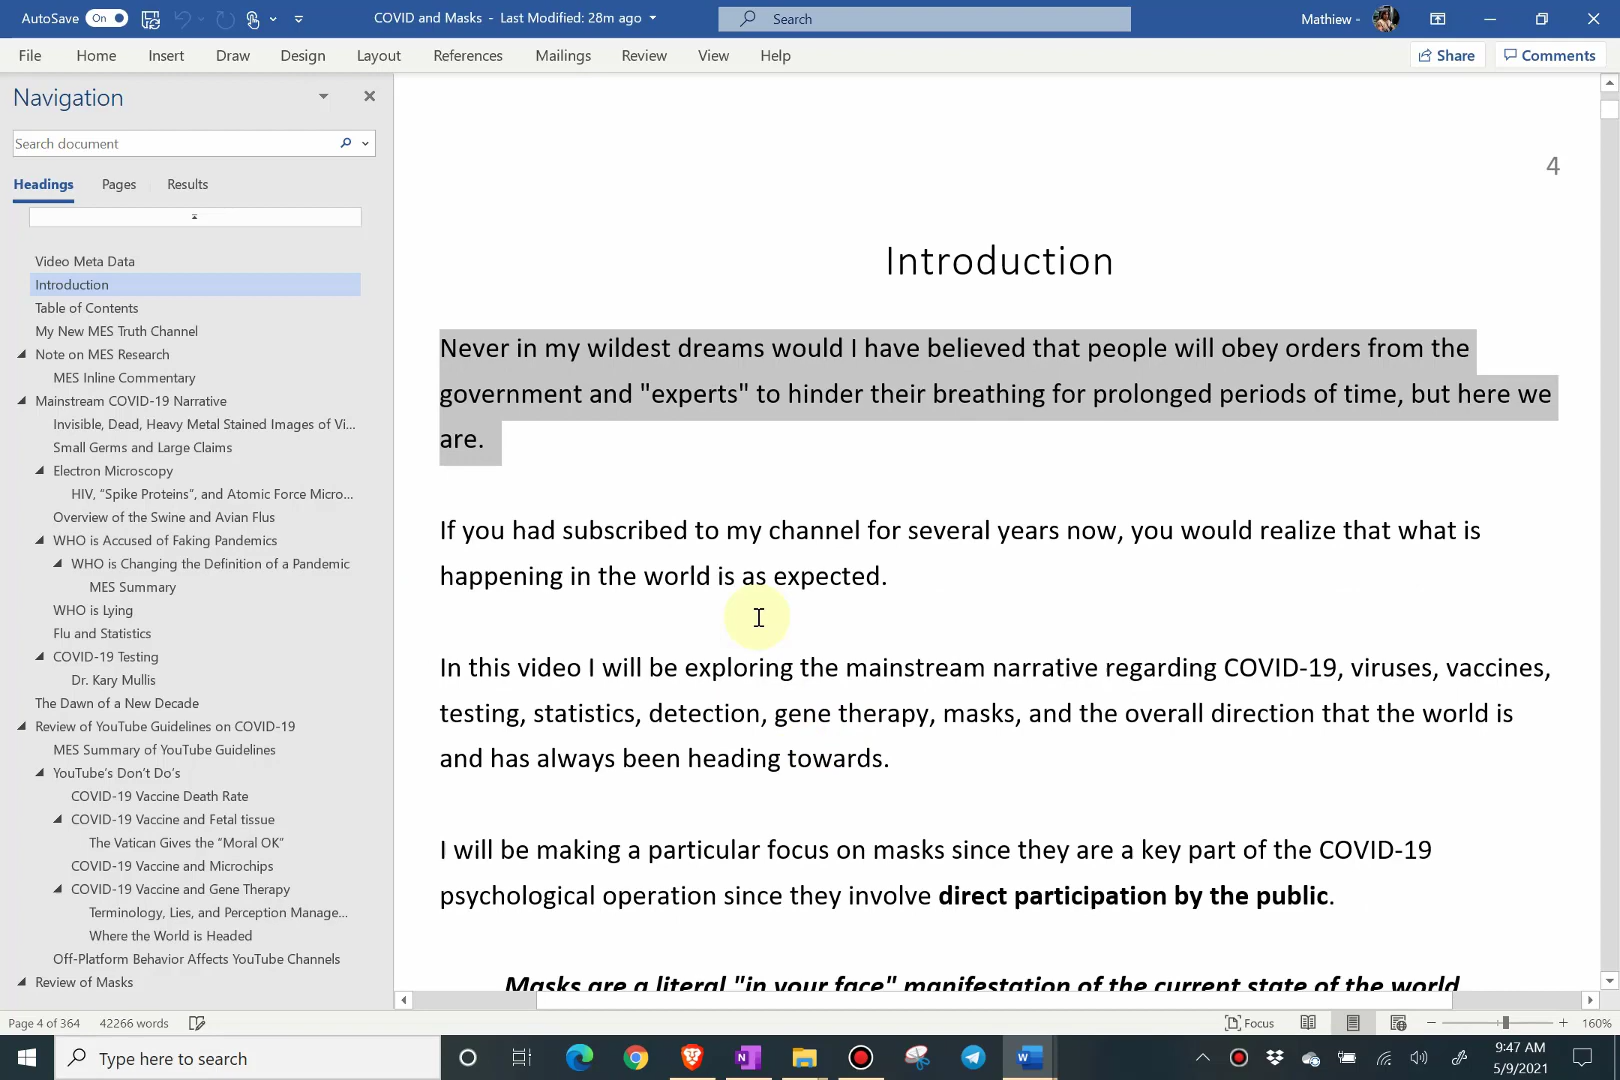 AutoSave On
COVID and Masks - Last Modified: 28m ago
Search
Mathiew -
File Home Insert Draw Design Layout References Mailings Review View Help
Share Comments
Navigation
Search document
Headings Pages Results
Video Meta Data
Introduction
Table of Contents
My New MES Truth Channel
Note on MES Research
MES Inline Commentary
Mainstream COVID-19 Narrative
Invisible, Dead, Heavy Metal Stained Images of Vi...
Small Germs and Large Claims
Electron Microscopy
HIV, “Spike Proteins”, and Atomic Force Micro...
Overview of the Swine and Avian Flus
WHO is Accused of Faking Pandemics
WHO is Changing the Definition of a Pandemic
MES Summary
WHO is Lying
Flu and Statistics
COVID-19 Testing
Dr. Kary Mullis
The Dawn of a New Decade
Review of YouTube Guidelines on COVID-19
MES Summary of YouTube Guidelines
YouTube’s Don’t Do’s
COVID-19 Vaccine Death Rate
COVID-19 Vaccine and Fetal tissue
The Vatican Gives the “Moral OK”
COVID-19 Vaccine and Microchips
COVID-19 Vaccine and Gene Therapy
Terminology, Lies, and Perception Manage...
Where the World is Headed
Off-Platform Behavior Affects YouTube Channels
Review of Masks
4
Introduction
Never in my wildest dreams would I have believed that people will obey orders from the
government and "experts" to hinder their breathing for prolonged periods of time, but here we
are.
If you had subscribed to my channel for several years now, you would realize that what is
happening in the world is as expected.
In this video I will be exploring the mainstream narrative regarding COVID-19, viruses, vaccines,
testing, statistics, detection, gene therapy, masks, and the overall direction that the world is
and has always been heading towards.
I will be making a particular focus on masks since they are a key part of the COVID-19
psychological operation since they involve direct participation by the public.
Masks are a literal "in your face" manifestation of the current state of the world
Page 4 of 364 42266 words
Focus
160%
Type here to search
9:47 AM
5/9/2021